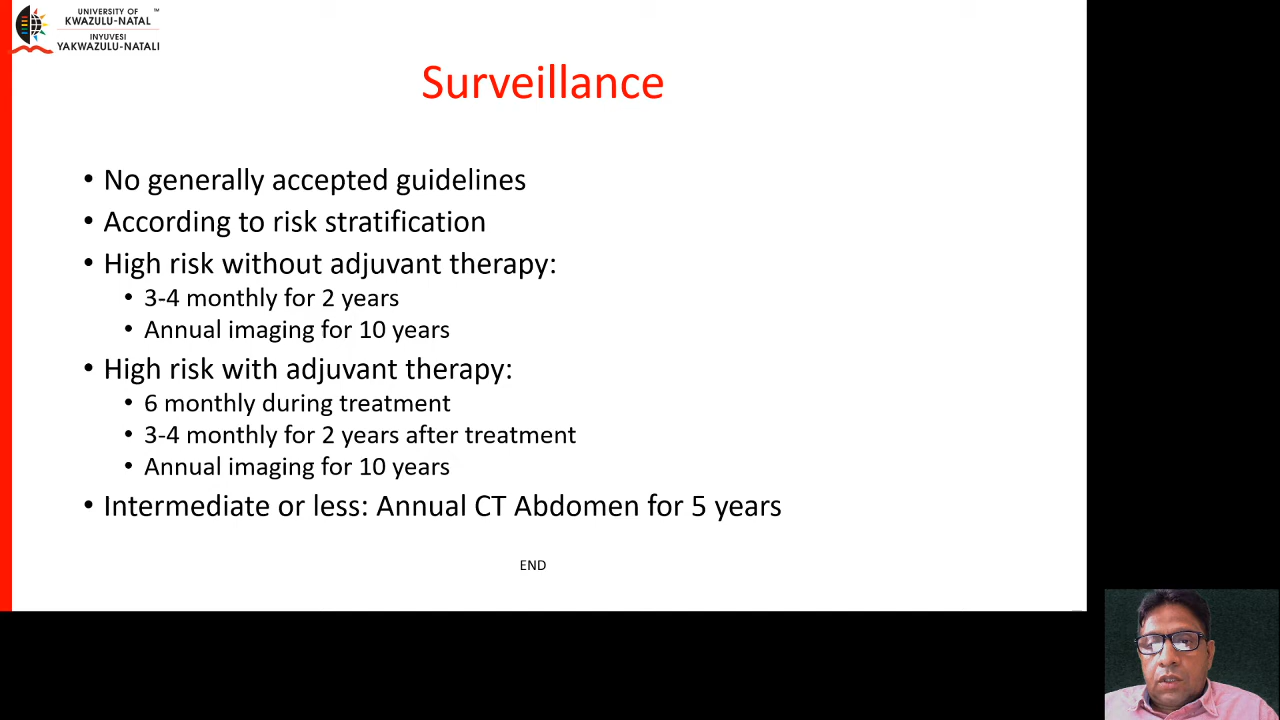 UNIVERSITY OF ™
KWAZULU-NATAL
INYUVESI
YAKWAZULU-NATALI
Surveillance
• No generally accepted guidelines
• According to risk stratification
• High risk without adjuvant therapy:
• 3-4 monthly for 2 years
• Annual imaging for 10 years
• High risk with adjuvant therapy:
• 6 monthly during treatment
• 3-4 monthly for 2 years after treatment
• Annual imaging for 10 years
• Intermediate or less: Annual CT Abdomen for 5 years
END